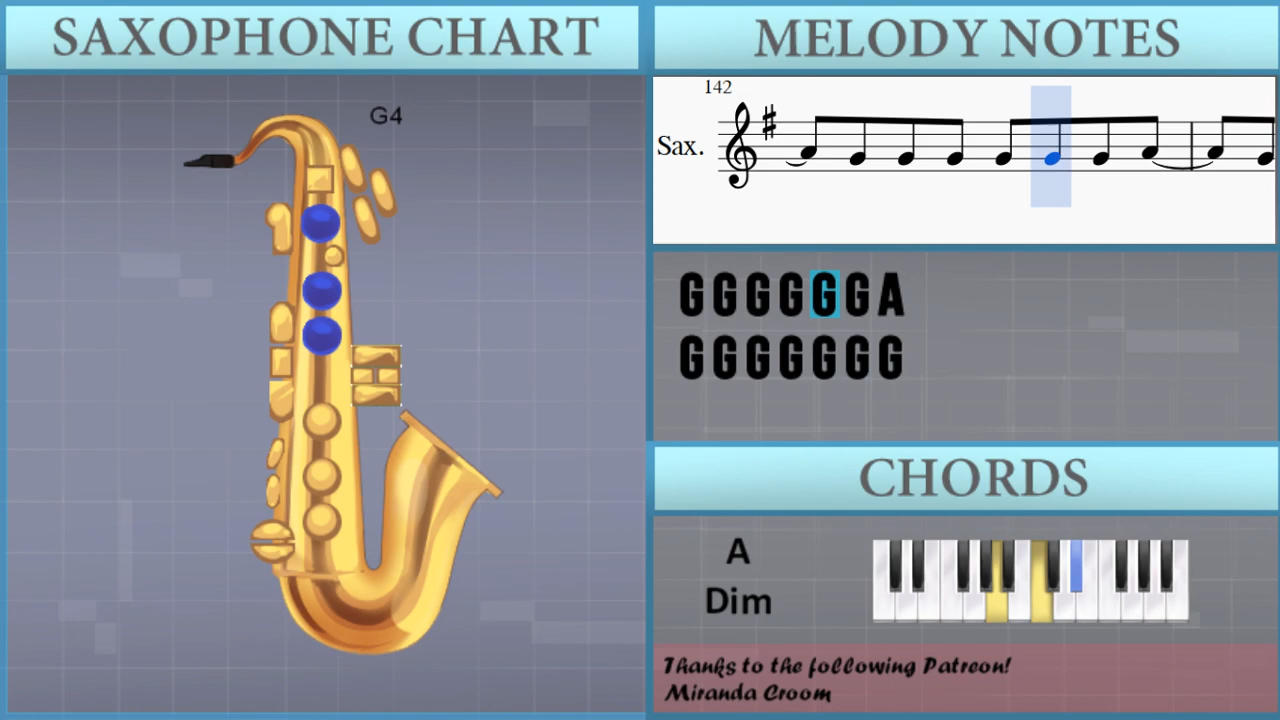 SAXOPHONE CHART
G4
MELODY NOTES
142
Sax.
GGGGGGA
GGGGGGG
CHORDS
A
Dim
Thanks to the following Patreon!
Miranda Croom